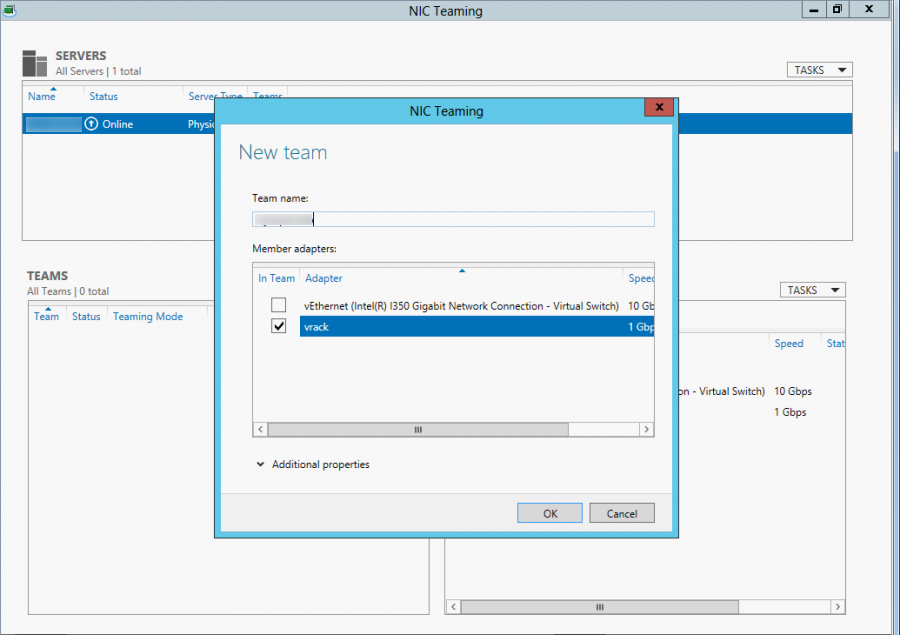 NIC Teaming
SERVERS
All Servers | 1 total
TASKS
Name Status Server Type Teams
Online Physic
NIC Teaming
New team
Team name:
Member adapters:
In Team Adapter Speed
vEthernet (Intel(R) I350 Gigabit Network Connection - Virtual Switch) 10 Gb
vrack 1 Gbp
Additional properties
OK Cancel
TEAMS
All Teams | 0 total
Team Status Teaming Mode
TASKS
Speed Stat
on - Virtual Switch) 10 Gbps
1 Gbps